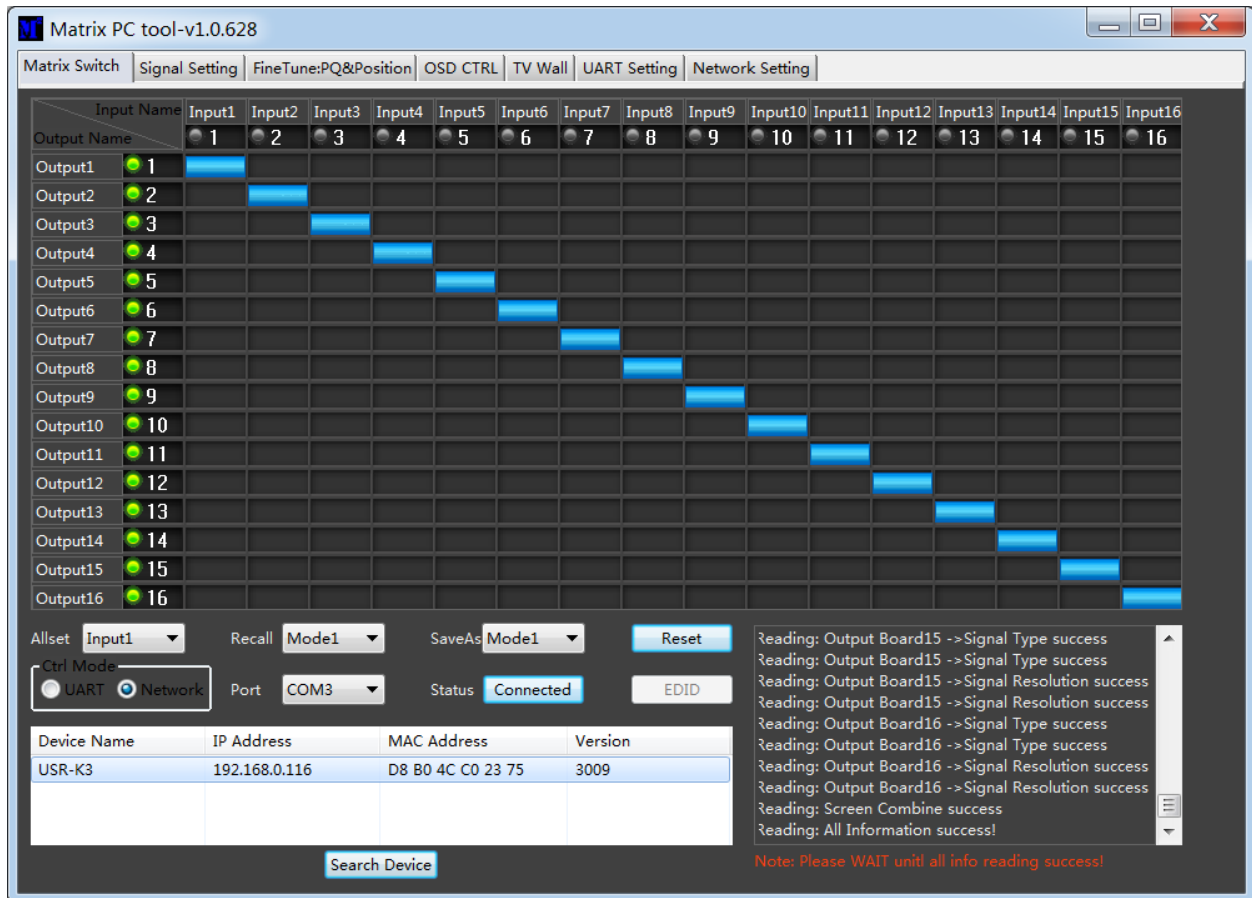 Matrix PC tool-v1.0.628
Matrix Switch Signal Setting FineTune:PQ&Position OSD CTRL TV Wall UART Setting Network Setting
Input Name Input1 Input2 Input3 Input4 Input5 Input6 Input7 Input8 Input9 Input10 Input11 Input12 Input13 Input14 Input15 Input16
Output Name 1 2 3 4 5 6 7 8 9 10 11 12 13 14 15 16
Output1 1
Output2 2
Output3 3
Output4 4
Output5 5
Output6 6
Output7 7
Output8 8
Output9 9
Output10 10
Output11 11
Output12 12
Output13 13
Output14 14
Output15 15
Output16 16
Allset Input1 Recall Mode1 SaveAs Mode1 Reset
Ctrl Mode
UART Network Port COM3 Status Connected EDID
Device Name IP Address MAC Address Version
USR-K3 192.168.0.116 D8 B0 4C C0 23 75 3009
Search Device
Reading: Output Board15 ->Signal Type success
Reading: Output Board15 ->Signal Type success
Reading: Output Board15 ->Signal Resolution success
Reading: Output Board15 ->Signal Resolution success
Reading: Output Board16 ->Signal Type success
Reading: Output Board16 ->Signal Type success
Reading: Output Board16 ->Signal Resolution success
Reading: Output Board16 ->Signal Resolution success
Reading: Screen Combine success
Reading: All Information success!
Note: Please WAIT unitl all info reading success!